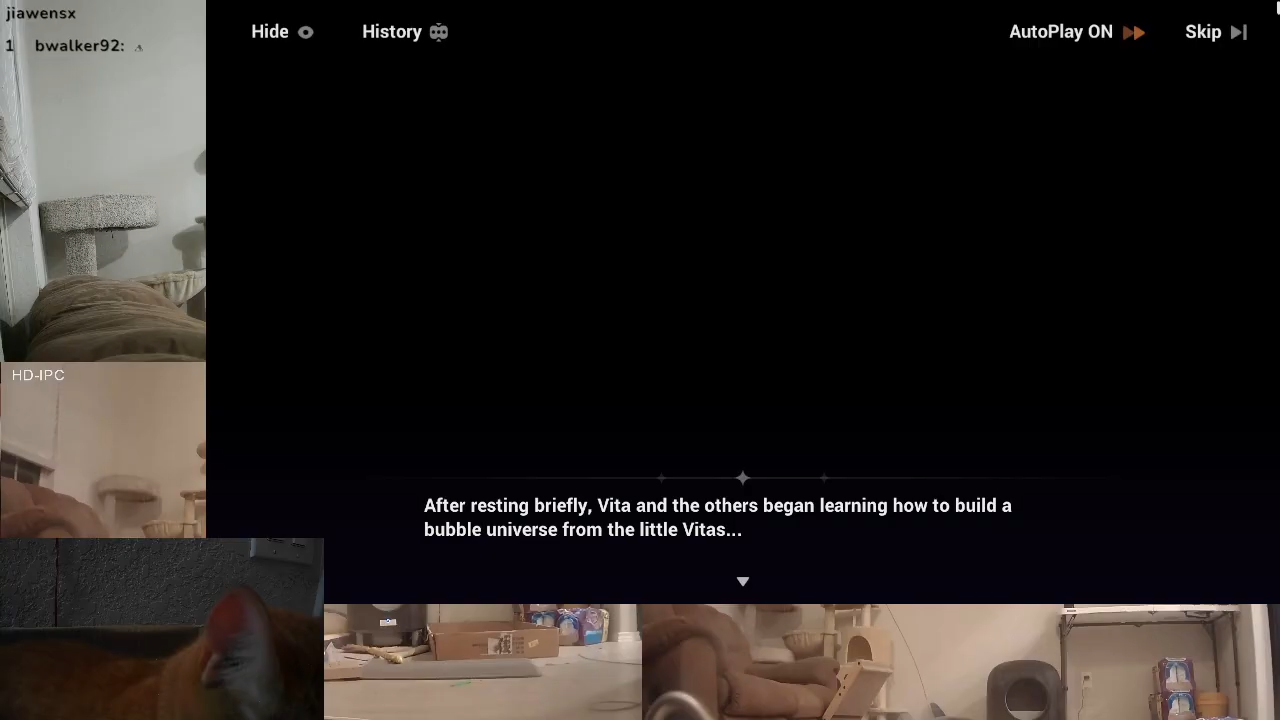 jiawensx
1 bwalker92:
Hide
History
AutoPlay ON
Skip
HD-IPC
After resting briefly, Vita and the others began learning how to build a
bubble universe from the little Vitas...